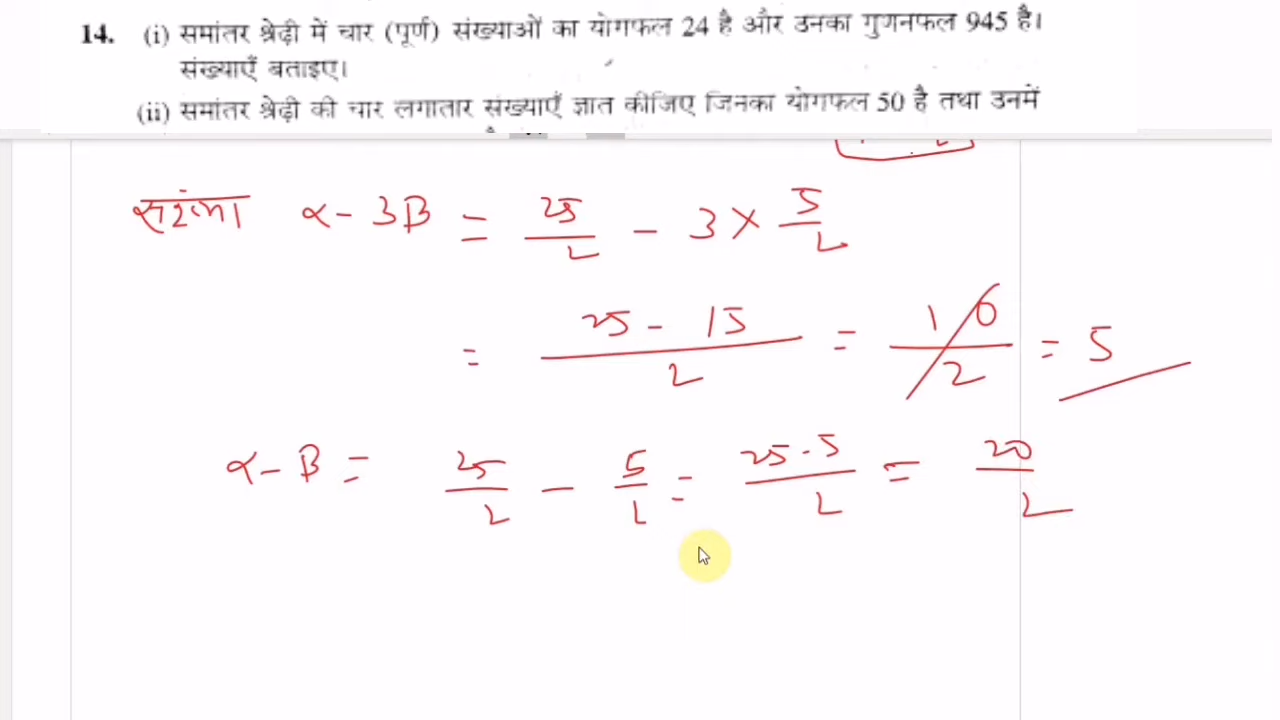 14. (i) समांतर श्रेढ़ी में चार (पूर्ण) संख्याओं का योगफल 24 है और उनका गुणनफल 945 है।
संख्याएँ बताइए।
(ii) समांतर श्रेढ़ी की चार लगातार संख्याएँ ज्ञात कीजिए जिनका योगफल 50 है तथा उनमें
α - 3β = 25/2 - 3 × 5/2
= 25 - 15/2 = 10/2 = 5
α - β = 25/2 - 5/2 = 25 - 5/2 = 20/2